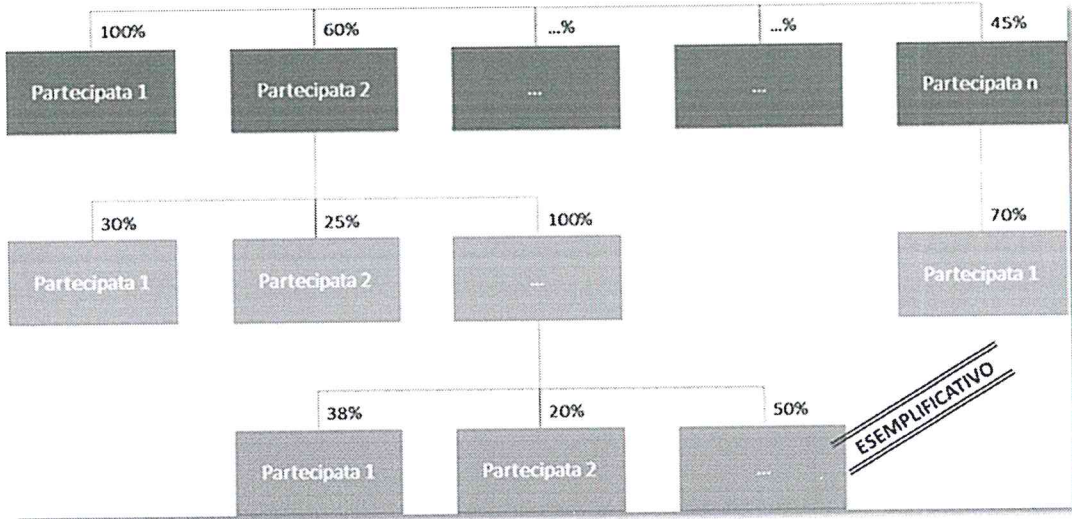 100%
60%
...%
...%
45%
Partecipata 1
Partecipata 2
...
...
Partecipata n
30%
25%
100%
70%
Partecipata 1
Partecipata 2
...
Partecipata 1
38%
20%
50%
Partecipata 1
Partecipata 2
...
ESEMPLIFICATIVO